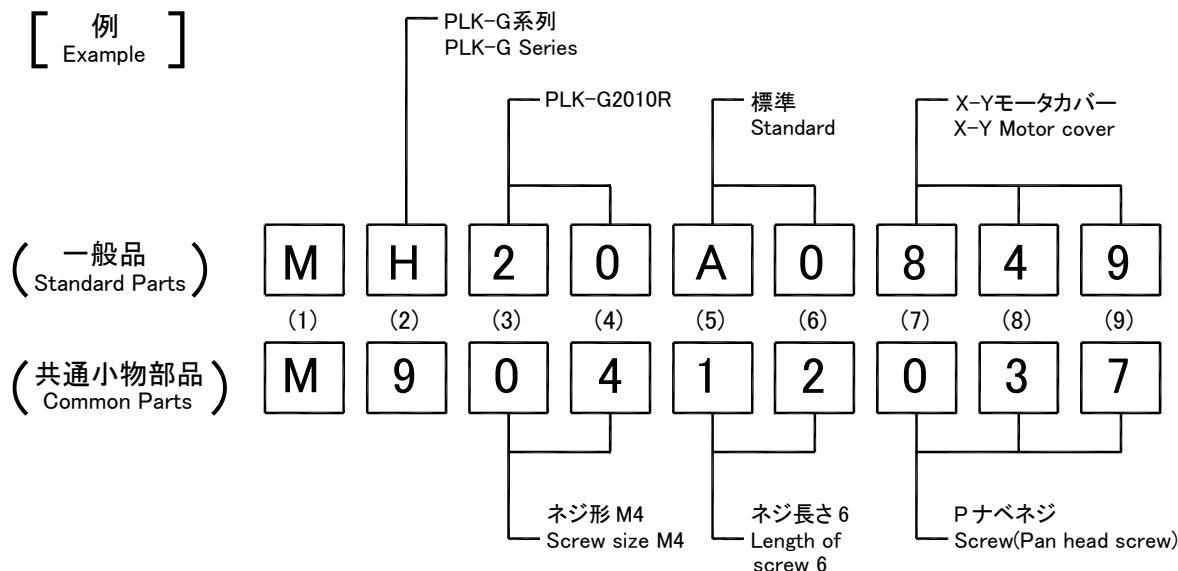 例
Example
PLK-G系列
PLK-G Series
PLK-G2010R
標準
Standard
X-Yモータカバー
X-Y Motor cover
一般品
Standard Parts
M H 2 0 A 0 8 4 9
(1) (2) (3) (4) (5) (6) (7) (8) (9)
共通小物部品
Common Parts
M 9 0 4 1 2 0 3 7
ネジ形 M4
Screw size M4
ネジ長さ 6
Length of
screw 6
P ナベネジ
Screw(Pan head screw)